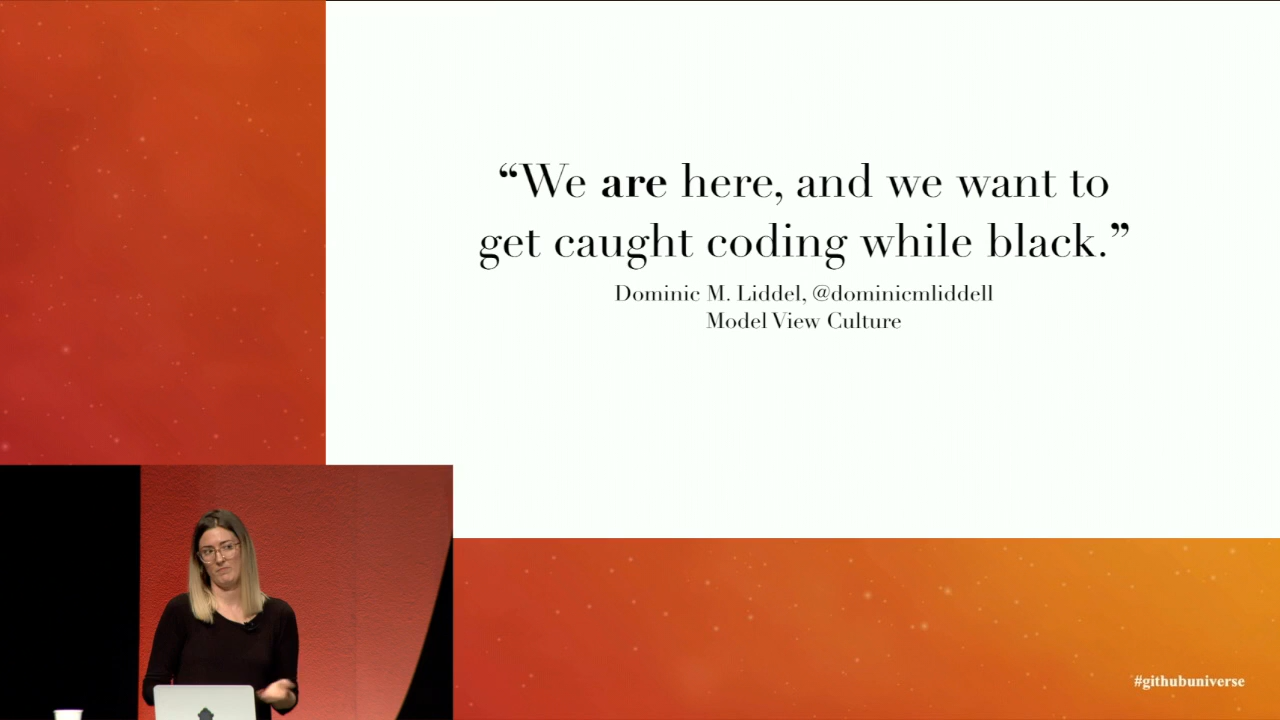 “We are here, and we want to
get caught coding while black.”
Dominic M. Liddel, @dominicmliddell
Model View Culture
#githubuniverse